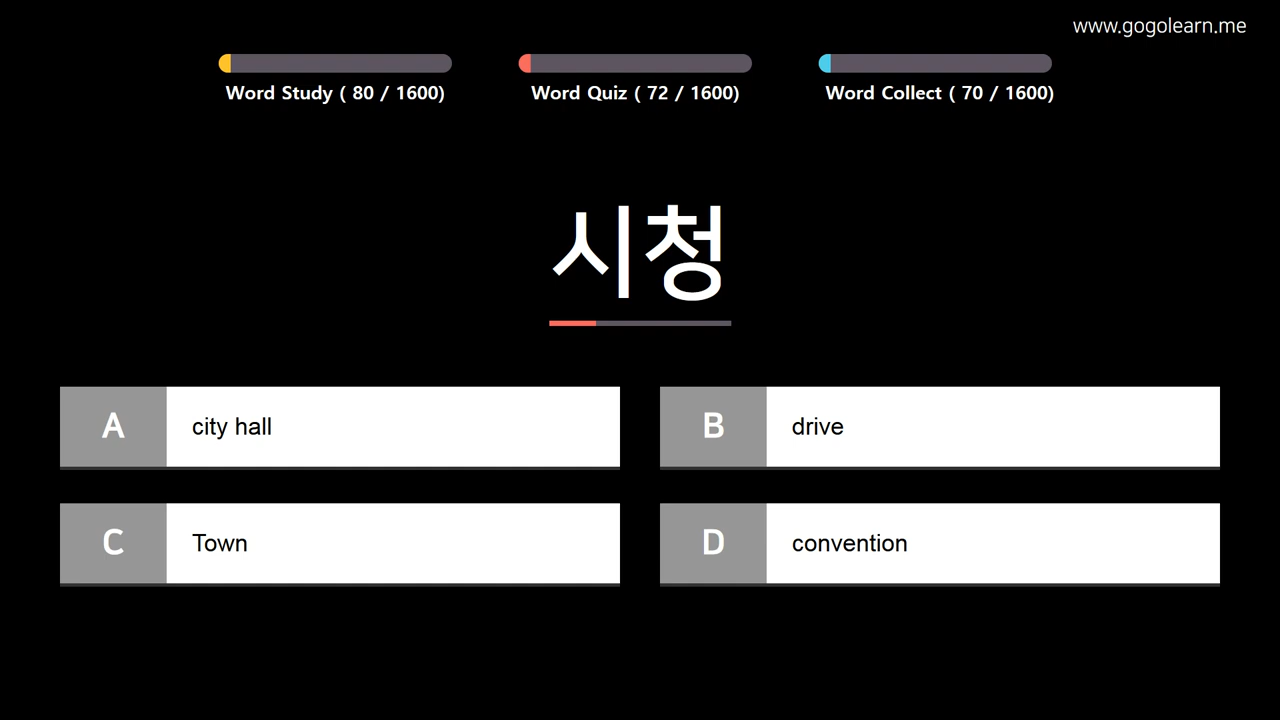 www.gogolearn.me
Word Study ( 80 / 1600)
Word Quiz ( 72 / 1600)
Word Collect ( 70 / 1600)
시청
A city hall
B drive
C Town
D convention